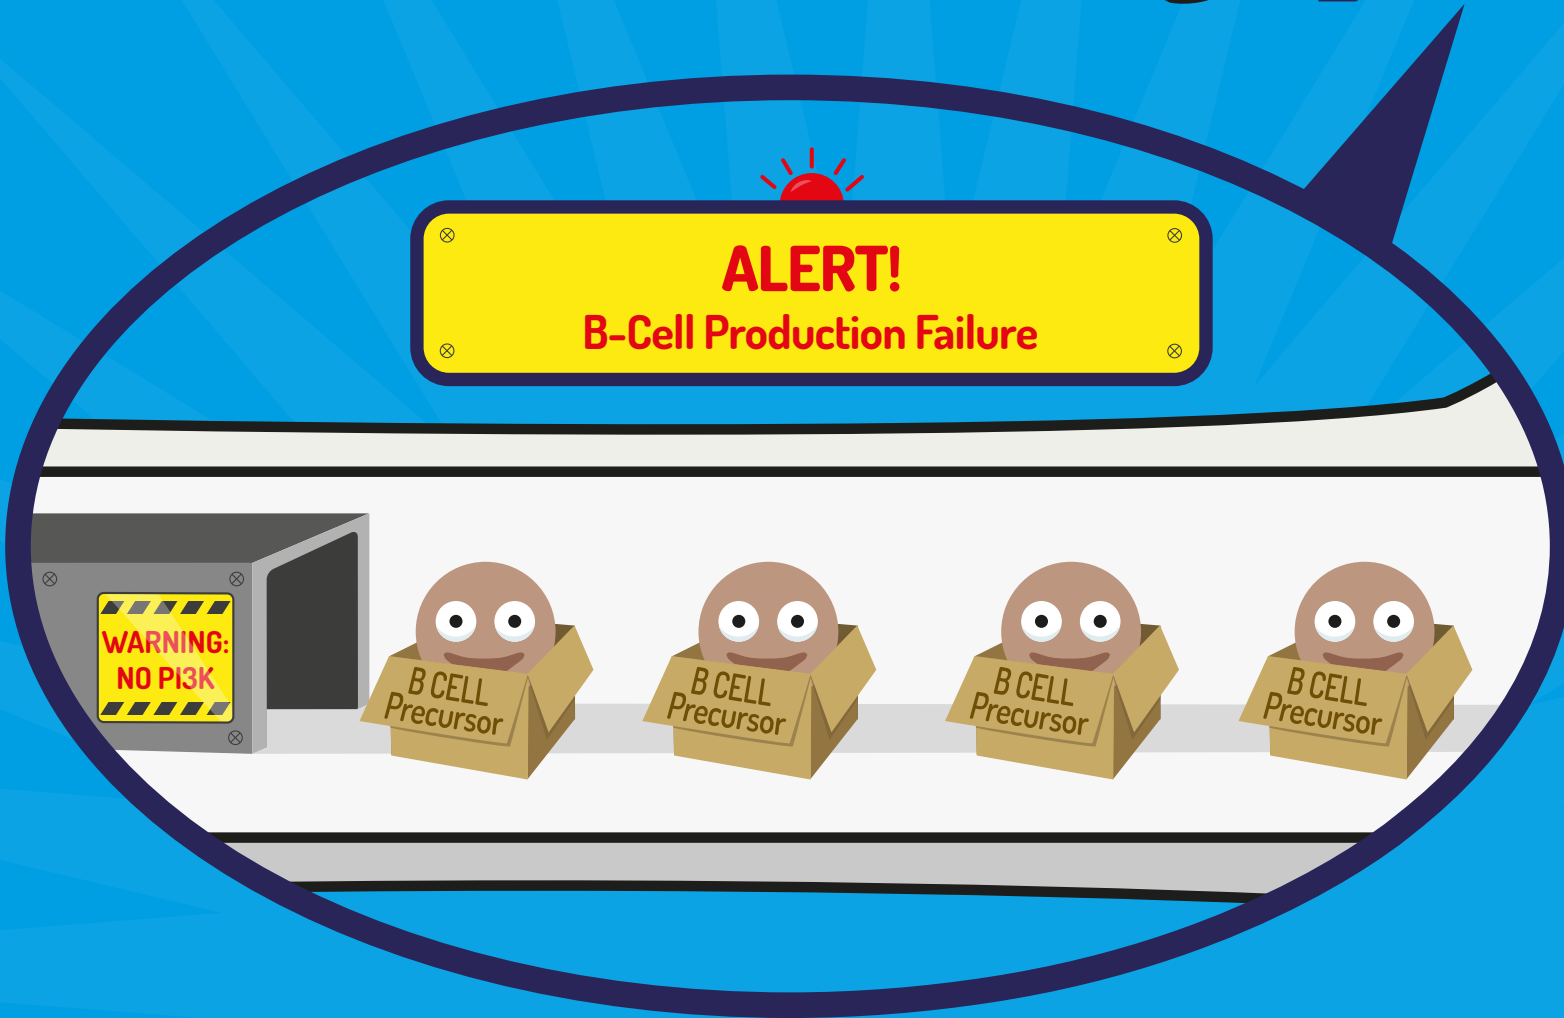 ALERT!
B-Cell Production Failure
WARNING:
NO PI3K
B CELL
Precursor
B CELL
Precursor
B CELL
Precursor
B CELL
Precursor